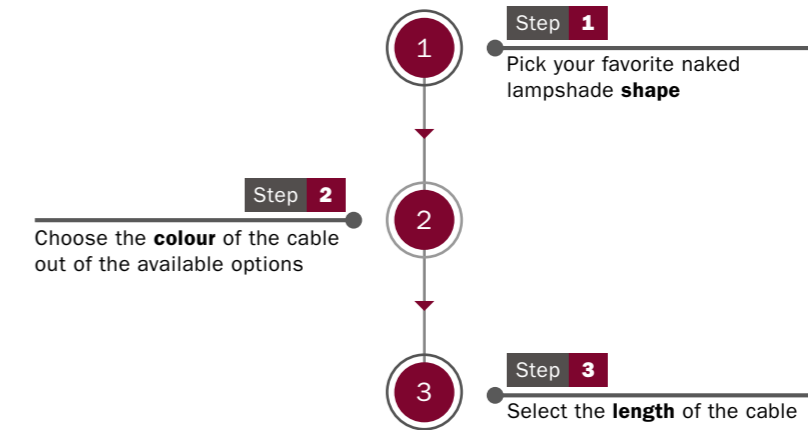 1
Step 1
Pick your favorite naked
lampshade shape
Step 2
2
Choose the colour of the cable
out of the available options
3
Step 3
Select the length of the cable